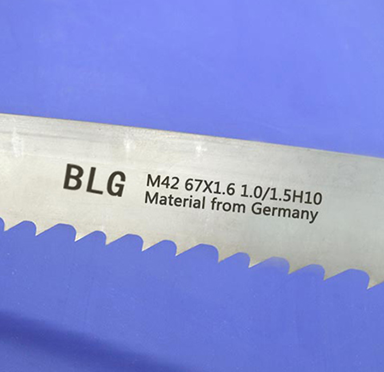 BLG M42 67X1.6 1.0/1.5H10
Material from Germany